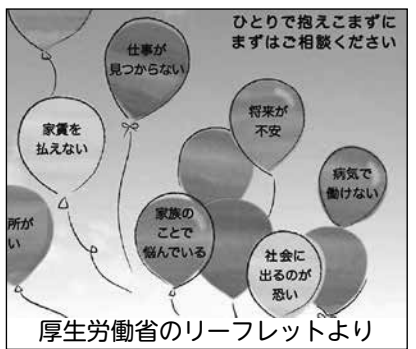 ひとりで抱えこまずに
まずはご相談ください
仕事が
見つからない
家賃を
払えない
将来が
不安
病気で
働けない
所が
い
家族の
ことで
悩んでいる
社会に
出るのが
恐い
厚生労働省のリーフレットより